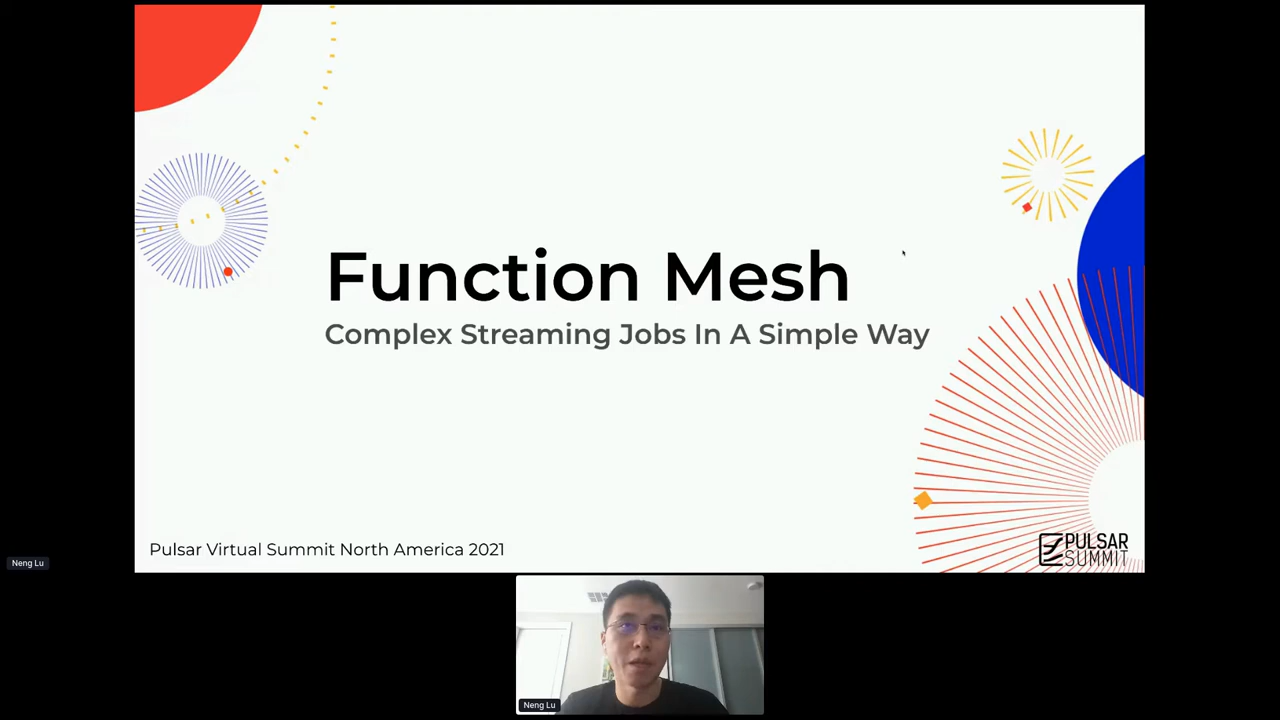 Function Mesh
Complex Streaming Jobs In A Simple Way
Pulsar Virtual Summit North America 2021
PULSAR
SUMMIT
Neng Lu
Neng Lu